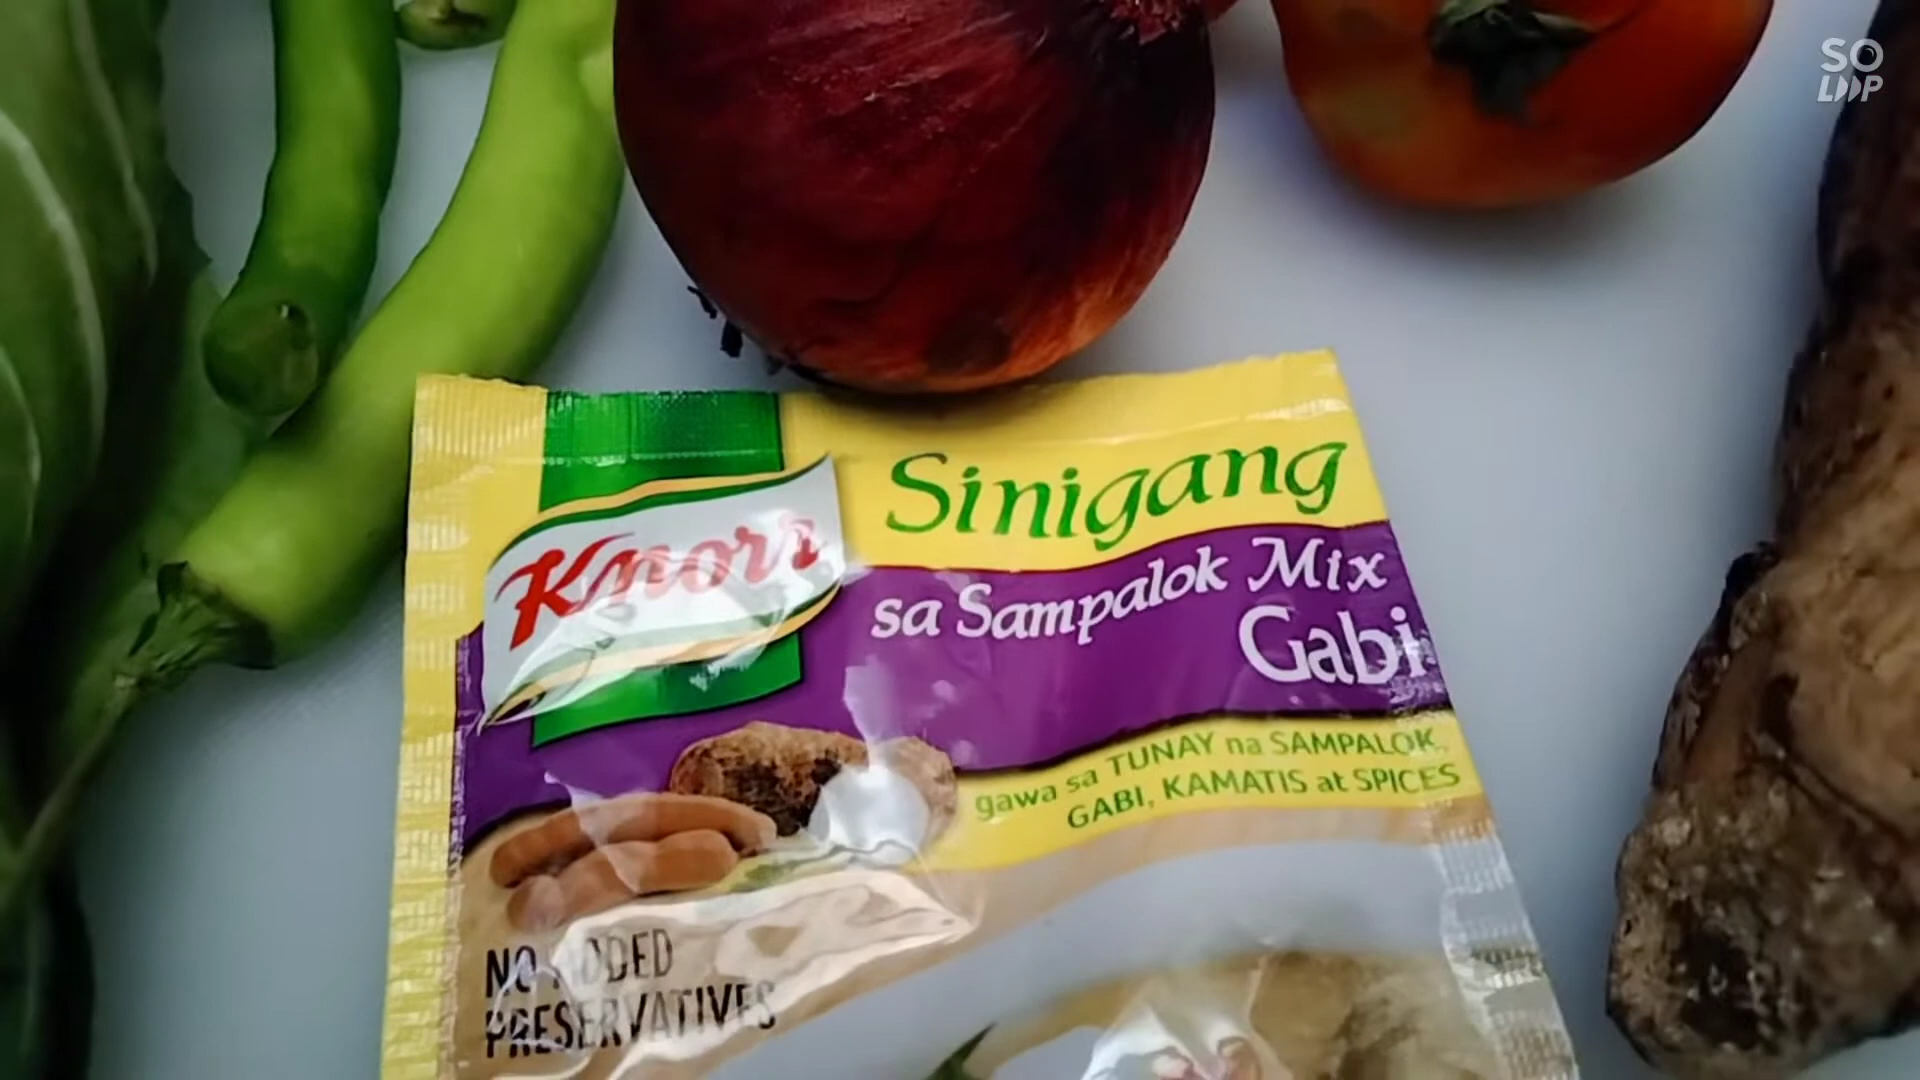 SO
LOOP
Knorr
Sinigang
sa Sampalok Mix
Gabi
gawa sa TUNAY na SAMPALOK,
GABI, KAMATIS at SPICES
NO ADDED
PRESERVATIVES